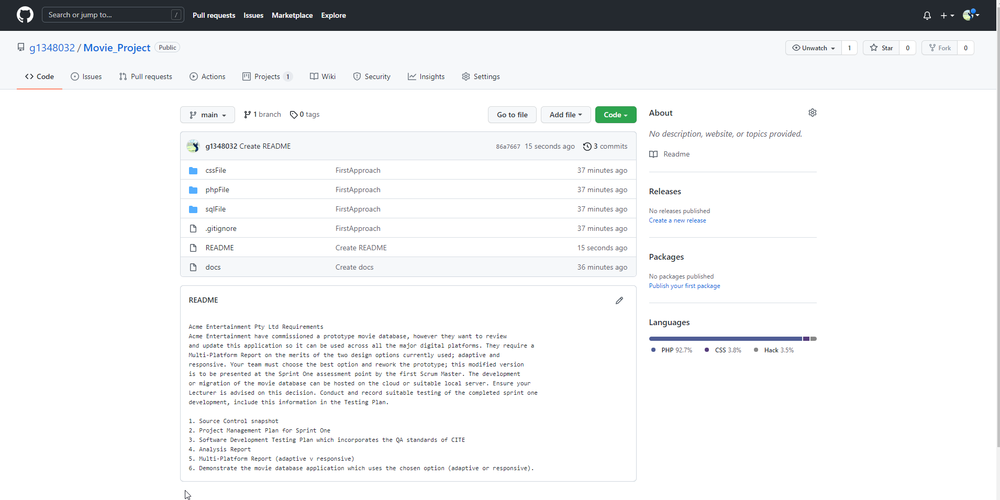 Search or jump to... /
Pull requests Issues Marketplace Explore
g1348032 / Movie_Project Public
Unwatch 1 Star 0 Fork 0
Code Issues Pull requests Actions Projects 1 Wiki Security Insights Settings
main 1 branch 0 tags Go to file Add file Code
g1348032 Create README 86a7667 15 seconds ago 3 commits
cssFile FirstApproach 37 minutes ago
phpFile FirstApproach 37 minutes ago
sqlFile FirstApproach 37 minutes ago
.gitignore FirstApproach 37 minutes ago
README Create README 15 seconds ago
docs Create docs 36 minutes ago
README
Acme Entertainment Pty Ltd Requirements
Acme Entertainment have commissioned a prototype movie database, however they want to review
and update this application so it can be used across all the major digital platforms. They require a
Multi-Platform Report on the merits of the two design options currently used; adaptive and
responsive. Your team must choose the best option and rework the prototype; this modified version
is to be presented at the Sprint One assessment point by the first Scrum Master. The development
or migration of the movie database can be hosted on the cloud or suitable local server. Ensure your
Lecturer is advised on this decision. Conduct and record suitable testing of the completed sprint one
development, include this information in the Testing Plan.
1. Source Control snapshot
2. Project Management Plan for Sprint One
3. Software Development Testing Plan which incorporates the QA standards of CITE
4. Analysis Report
5. Multi-Platform Report (adaptive v responsive)
6. Demonstrate the movie database application which uses the chosen option (adaptive or responsive).
About
No description, website, or topics provided.
Readme
Releases
No releases published
Create a new release
Packages
No packages published
Publish your first package
Languages
PHP 92.7% CSS 3.8% Hack 3.5%